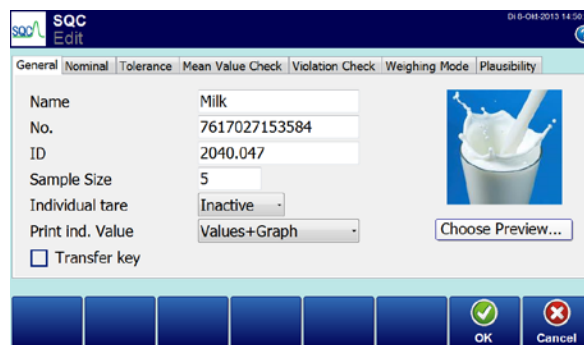 SQC
SQC
Edit
Di 8-Okt-2013 14:50
General Nominal Tolerance Mean Value Check Violation Check Weighing Mode Plausibility
Name Milk
No. 7617027153584
ID 2040.047
Sample Size 5
Individual tare Inactive
Print ind. Value Values+Graph
Choose Preview...
Transfer key
OK Cancel